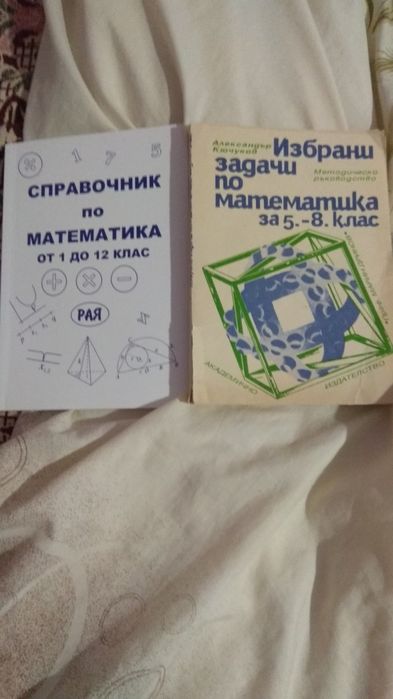 СПРАВОЧНИК
по
МАТЕМАТИКА
ОТ 1 ДО 12 КЛАС
РАЯ
Александър
Кючуков
Избрани
задачи
по
Методическо
ръководство
математика
за 5.-8. клас
АКАДЕМИЧНО
ИЗДАТЕЛСТВО